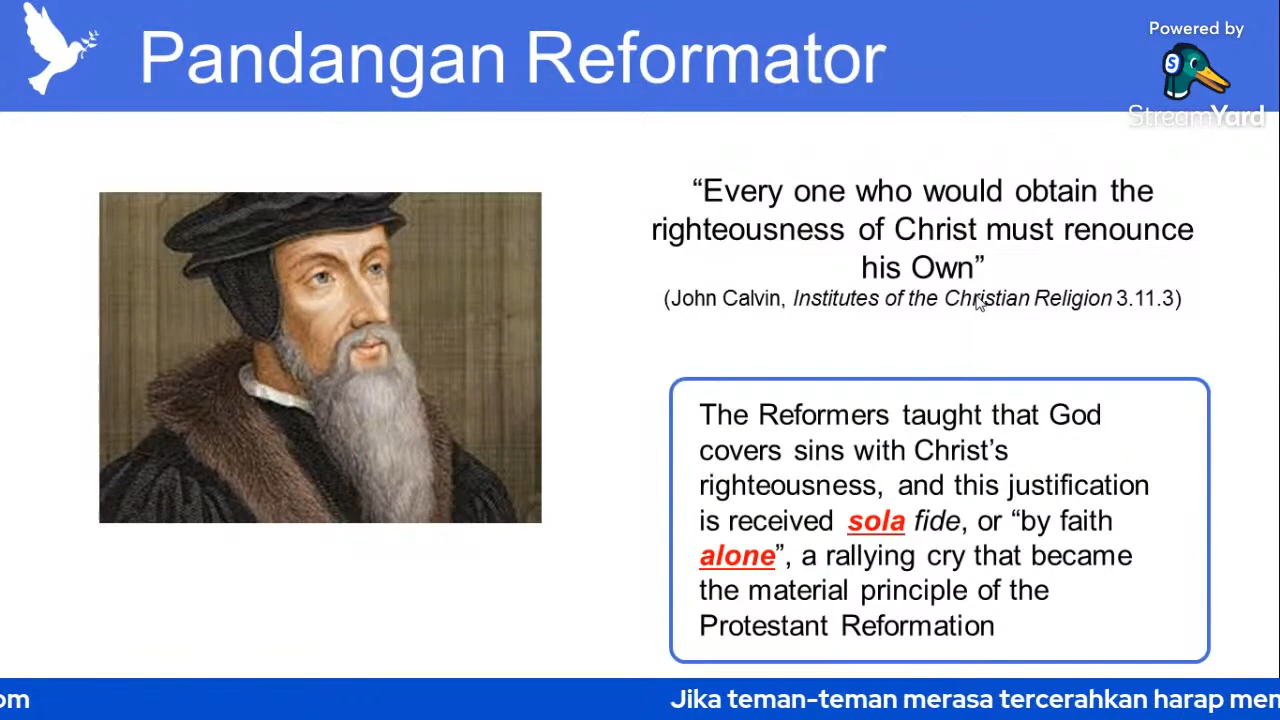 Pandangan Reformator
Powered by
S
StreamYard
“Every one who would obtain the
righteousness of Christ must renounce
his Own”
(John Calvin, Institutes of the Christian Religion 3.11.3)
The Reformers taught that God
covers sins with Christ’s
righteousness, and this justification
is received sola fide, or “by faith
alone”, a rallying cry that became
the material principle of the
Protestant Reformation
om
Jika teman-teman merasa tercerahkan harap men